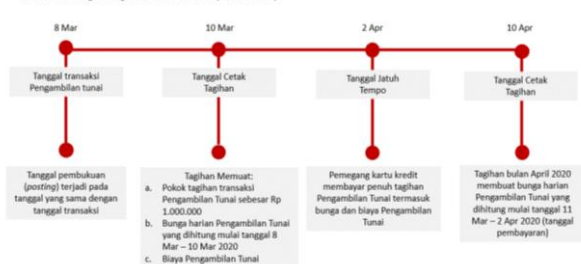 8 Mar
10 Mar
2 Apr
10 Apr
Tanggal transaksi
Pengambilan tunai
Tanggal Cetak
Tagihan
Tanggal Jatuh
Tempo
Tanggal Cetak
Tagihan
Tanggal pembukuan
(posting) terjadi pada
tanggal yang sama dengan
tanggal transaksi
Tagihan Memuat:
a. Pokok tagihan transaksi
Pengambilan Tunai sebesar Rp
1.000.000
b. Bunga harian Pengambilan Tunai
yang dihitung mulai tanggal 8
Mar – 10 Mar 2020
c. Biaya Pengambilan Tunai
Pemegang kartu kredit
membayar penuh tagihan
Pengambilan Tunai termasuk
bunga dan biaya Pengambilan
Tunai
Tagihan bulan April 2020
membuat bunga harian
Pengambilan Tunai yang
dihitung mulai tanggal 11
Mar – 2 Apr 2020 (tanggal
pembayaran)